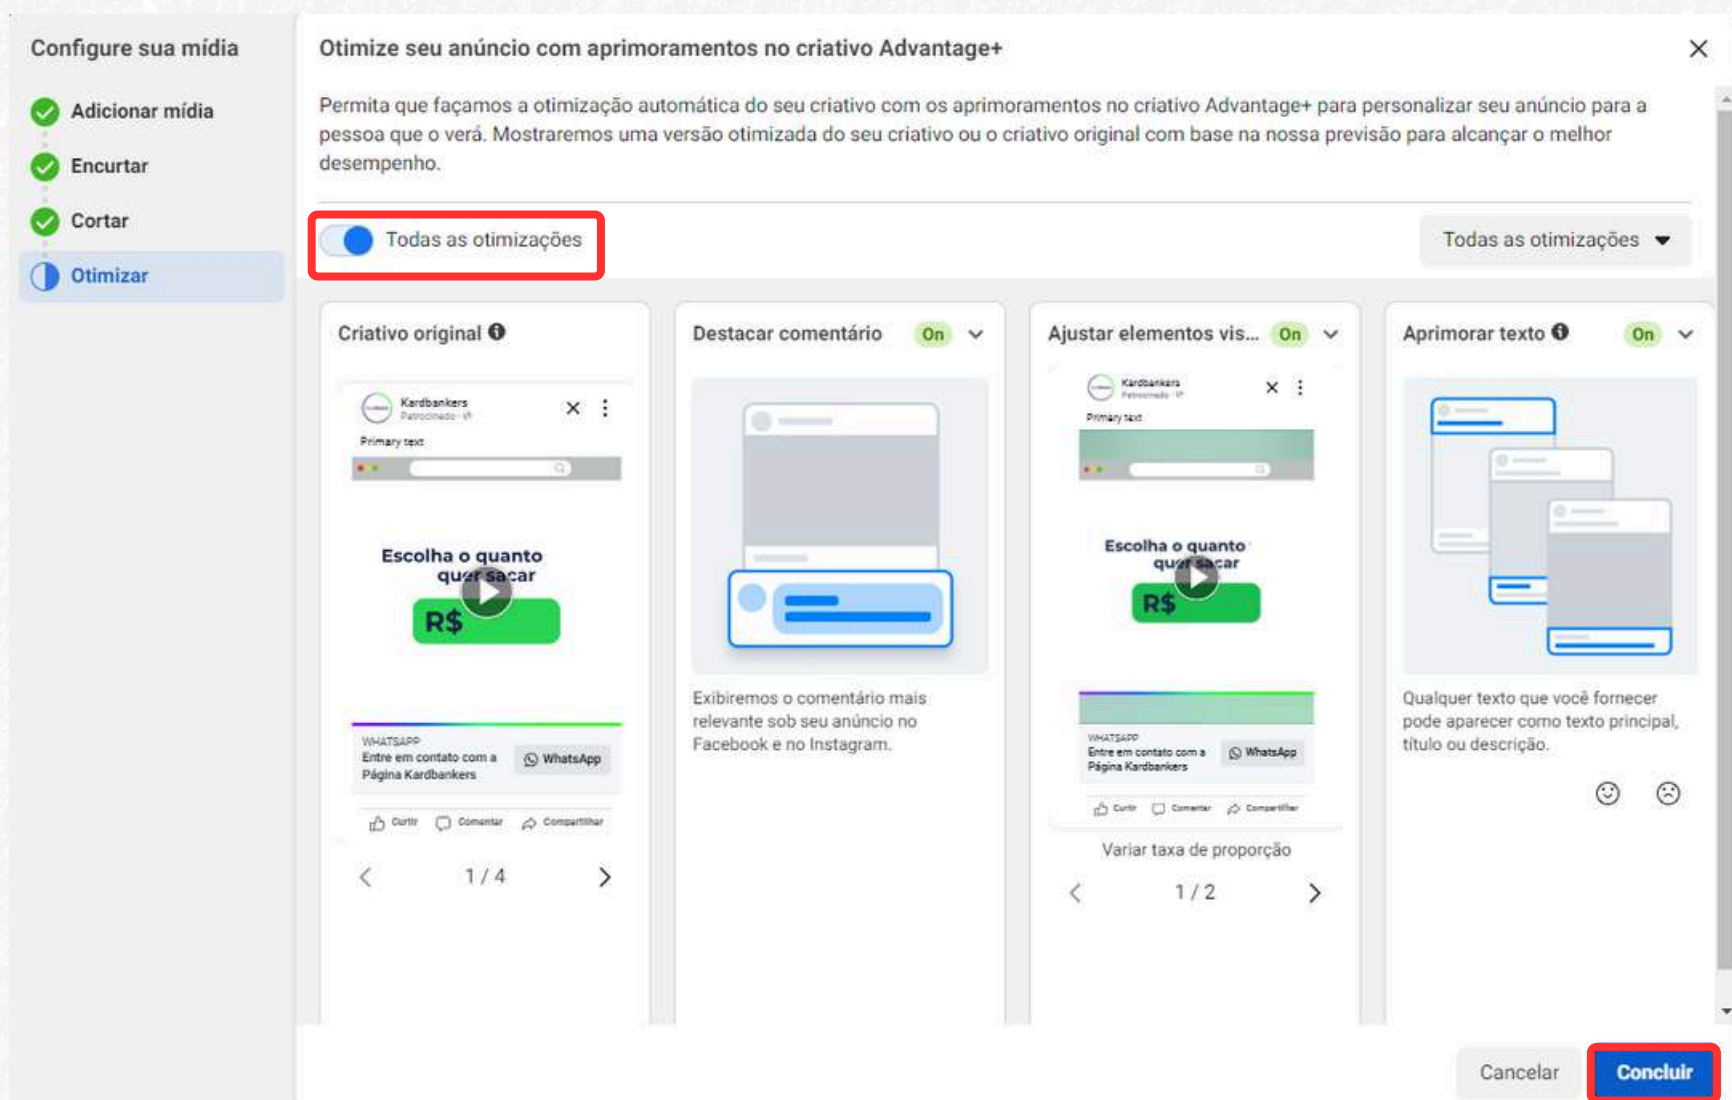 Configure sua mídia
Adicionar mídia
Encurtar
Cortar
Otimizar
Otimize seu anúncio com aprimoramentos no criativo Advantage+
Permita que façamos a otimização automática do seu criativo com os aprimoramentos no criativo Advantage+ para personalizar seu anúncio para a
pessoa que o verá. Mostraremos uma versão otimizada do seu criativo ou o criativo original com base na nossa previsão para alcançar o melhor
desempenho.
Todas as otimizações
Todas as otimizações
Criativo original
Kardbankers
Patrocinado
Primary text
Escolha o quanto
quer sacar
R$
WHATSAPP
Entre em contato com a
Página Kardbankers
WhatsApp
Curtir Comentar Compartilhar
1 / 4
Destacar comentário On
Exibiremos o comentário mais
relevante sob seu anúncio no
Facebook e no Instagram.
Ajustar elementos vis... On
Kardbankers
Patrocinado
Primary text
Escolha o quanto
quer sacar
R$
WHATSAPP
Entre em contato com a
Página Kardbankers
WhatsApp
Curtir Comentar Compartilhar
Variar taxa de proporção
1 / 2
Aprimorar texto On
Qualquer texto que você fornecer
pode aparecer como texto principal,
título ou descrição.
Cancelar
Concluir